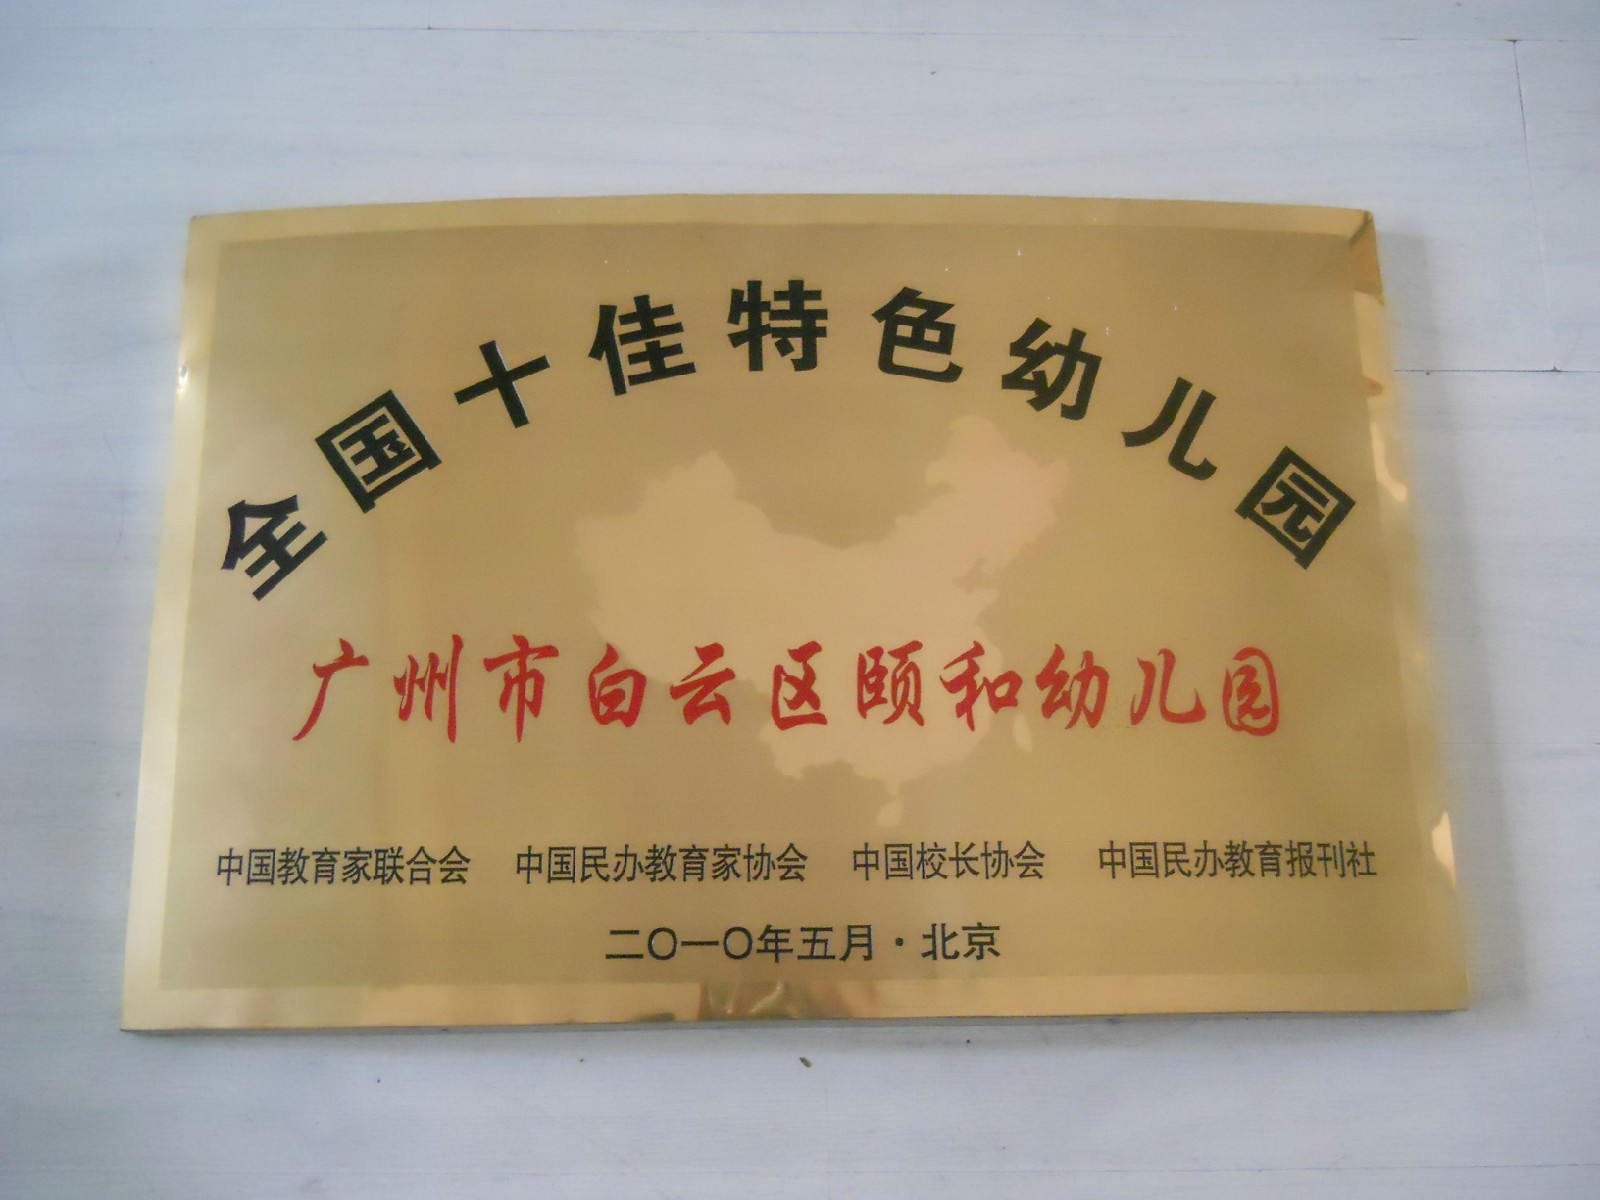 全国十佳特色幼儿园
广州市白云区颐和幼儿园
中国教育家联合会 中国民办教育家协会 中国校长协会 中国民办教育报刊社
二〇一〇年五月·北京